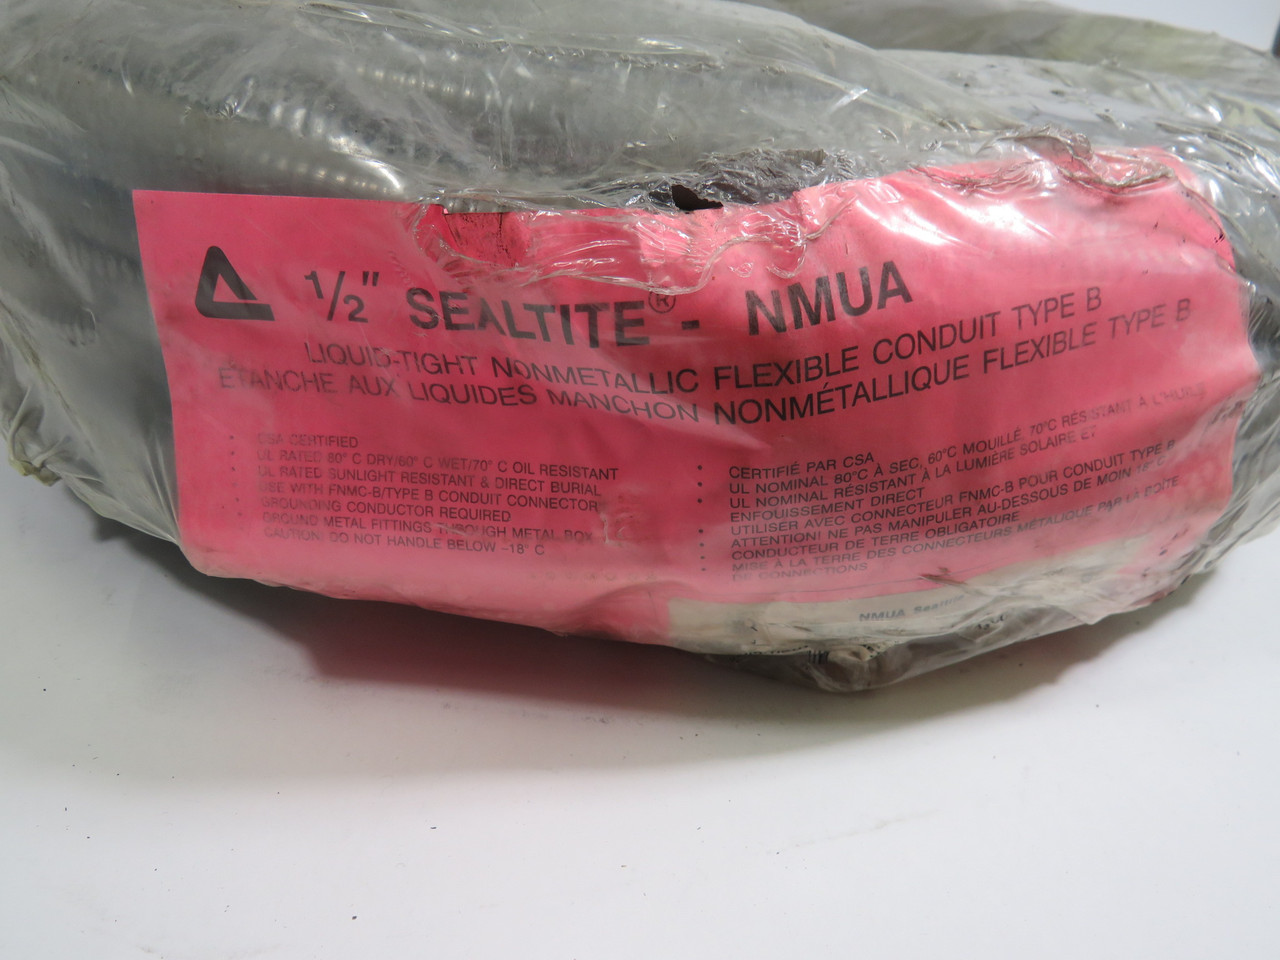 1/2" SEALTITE® - NMUA
LIQUID-TIGHT NONMETALLIC FLEXIBLE CONDUIT TYPE B
ÉTANCHE AUX LIQUIDES MANCHON NONMÉTALLIQUE FLEXIBLE TYPE B
• CSA CERTIFIED
• UL RATED 80° C DRY/60° C WET/70° C OIL RESISTANT
• UL RATED SUNLIGHT RESISTANT & DIRECT BURIAL
• USE WITH FNMC-B/TYPE B CONDUIT CONNECTOR
• GROUNDING CONDUCTOR REQUIRED
• GROUND METAL FITTINGS THROUGH METAL BOX
CAUTION! DO NOT HANDLE BELOW -18° C
• CERTIFIÉ PAR CSA
• UL NOMINAL 80°C À SEC, 60°C MOUILLÉ, 70°C RÉSISTANT À L'HUILE
• UL NOMINAL RÉSISTANT À LA LUMIÈRE SOLAIRE ET
ENFOUISSEMENT DIRECT
• UTILISER AVEC CONNECTEUR FNMC-B POUR CONDUIT TYPE B
• ATTENTION! NE PAS MANIPULER AU-DESSOUS DE MOIN 18°C
• CONDUCTEUR DE TERRE OBLIGATOIRE
• MISE À LA TERRE DES CONNECTEURS MÉTALIQUE PAR LA BOÎTE
DE CONNECTIONS
NMUA